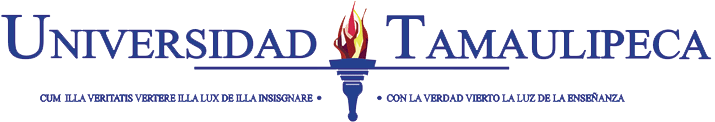 UNIVERSIDAD TAMAULIPECA
CUM ILLA VERITATIS VERTERE ILLA LUX DE ILLA INSISGNARE • • CON LA VERDAD VIERTO LA LUZ DE LA ENSEÑANZA